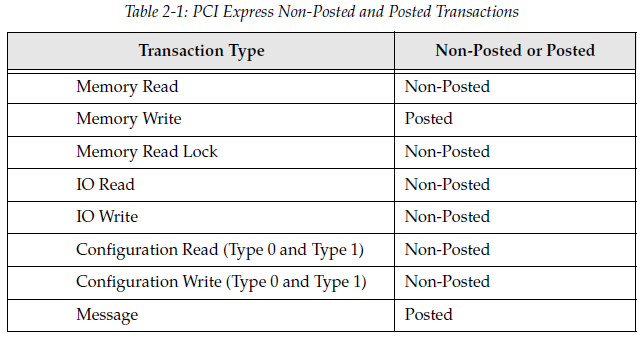 Table 2-1: PCI Express Non-Posted and Posted Transactions
Transaction Type Non-Posted or Posted
Memory Read Non-Posted
Memory Write Posted
Memory Read Lock Non-Posted
IO Read Non-Posted
IO Write Non-Posted
Configuration Read (Type 0 and Type 1) Non-Posted
Configuration Write (Type 0 and Type 1) Non-Posted
Message Posted